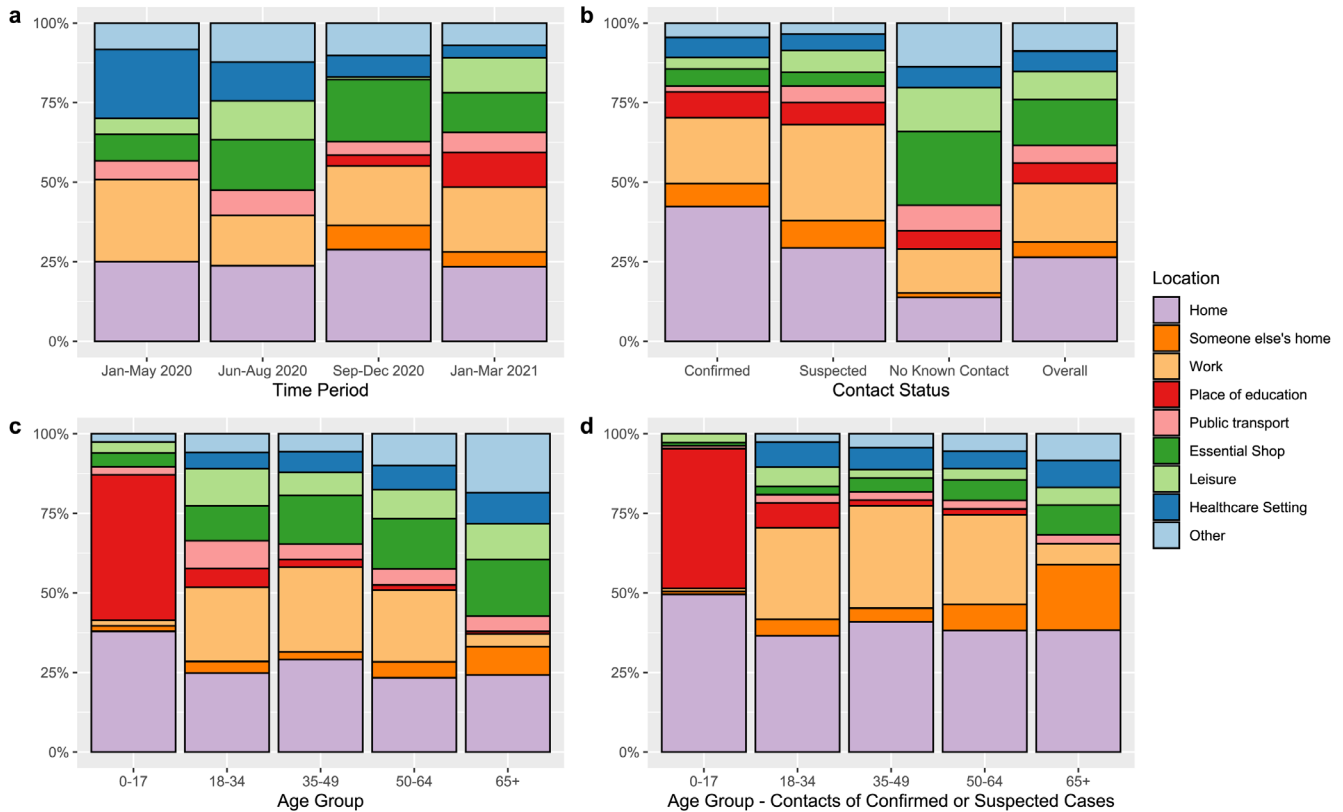 a
100%
75%
50%
25%
0%
Jan-May 2020 Jun-Aug 2020 Sep-Dec 2020 Jan-Mar 2021
Time Period
b
100%
75%
50%
25%
0%
Confirmed Suspected No Known Contact Overall
Contact Status
c
100%
75%
50%
25%
0%
0-17 18-34 35-49 50-64 65+
Age Group
d
100%
75%
50%
25%
0%
0-17 18-34 35-49 50-64 65+
Age Group - Contacts of Confirmed or Suspected Cases
Location
Home
Someone else's home
Work
Place of education
Public transport
Essential Shop
Leisure
Healthcare Setting
Other